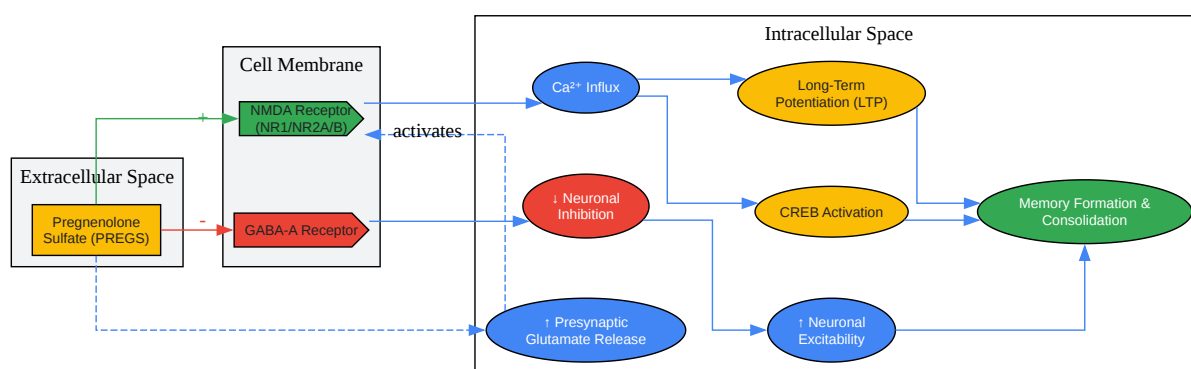 Extracellular Space
Pregnenolone
Sulfate (PREGS)
+
-
Cell Membrane
NMDA Receptor
(NR1/NR2A/B)
GABA-A Receptor
activates
Intracellular Space
Ca²⁺ Influx
↓ Neuronal
Inhibition
↑ Presynaptic
Glutamate Release
Long-Term
Potentiation (LTP)
CREB Activation
↑ Neuronal
Excitability
Memory Formation &
Consolidation